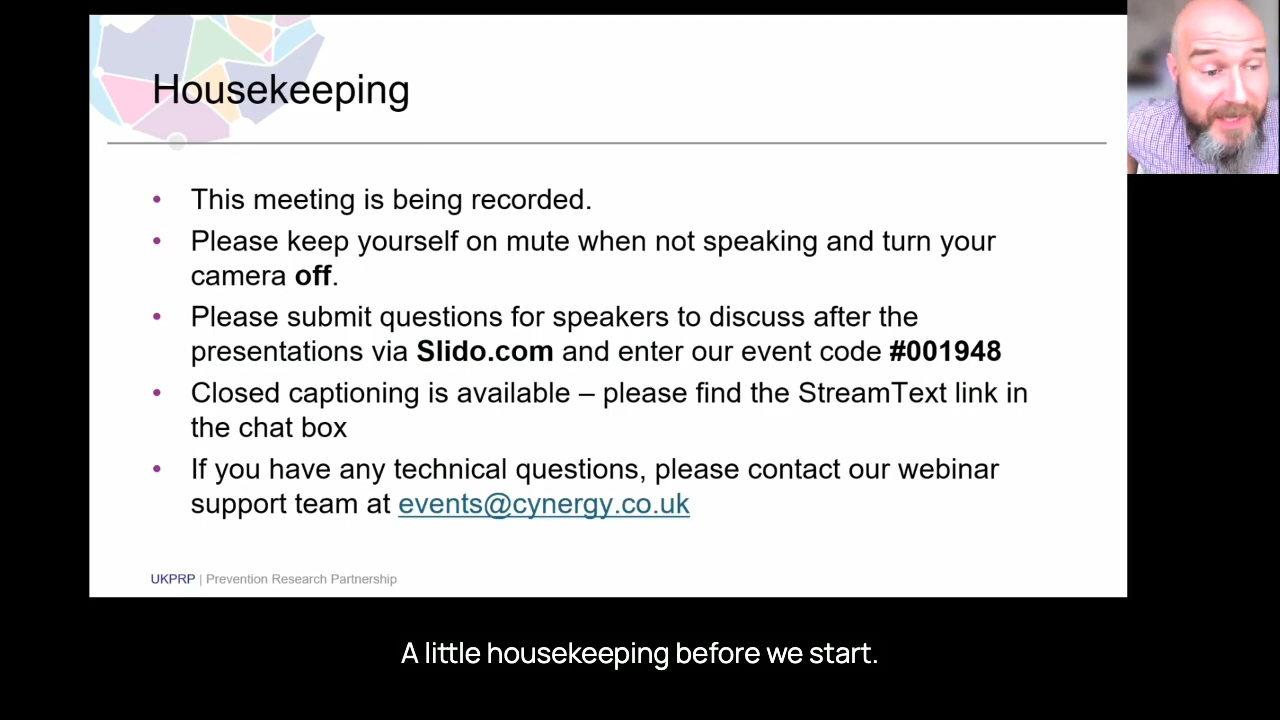 Housekeeping
• This meeting is being recorded.
• Please keep yourself on mute when not speaking and turn your
camera off.
• Please submit questions for speakers to discuss after the
presentations via Slido.com and enter our event code #001948
• Closed captioning is available – please find the StreamText link in
the chat box
• If you have any technical questions, please contact our webinar
support team at events@cynergy.co.uk
UKPRP | Prevention Research Partnership
A little housekeeping before we start.